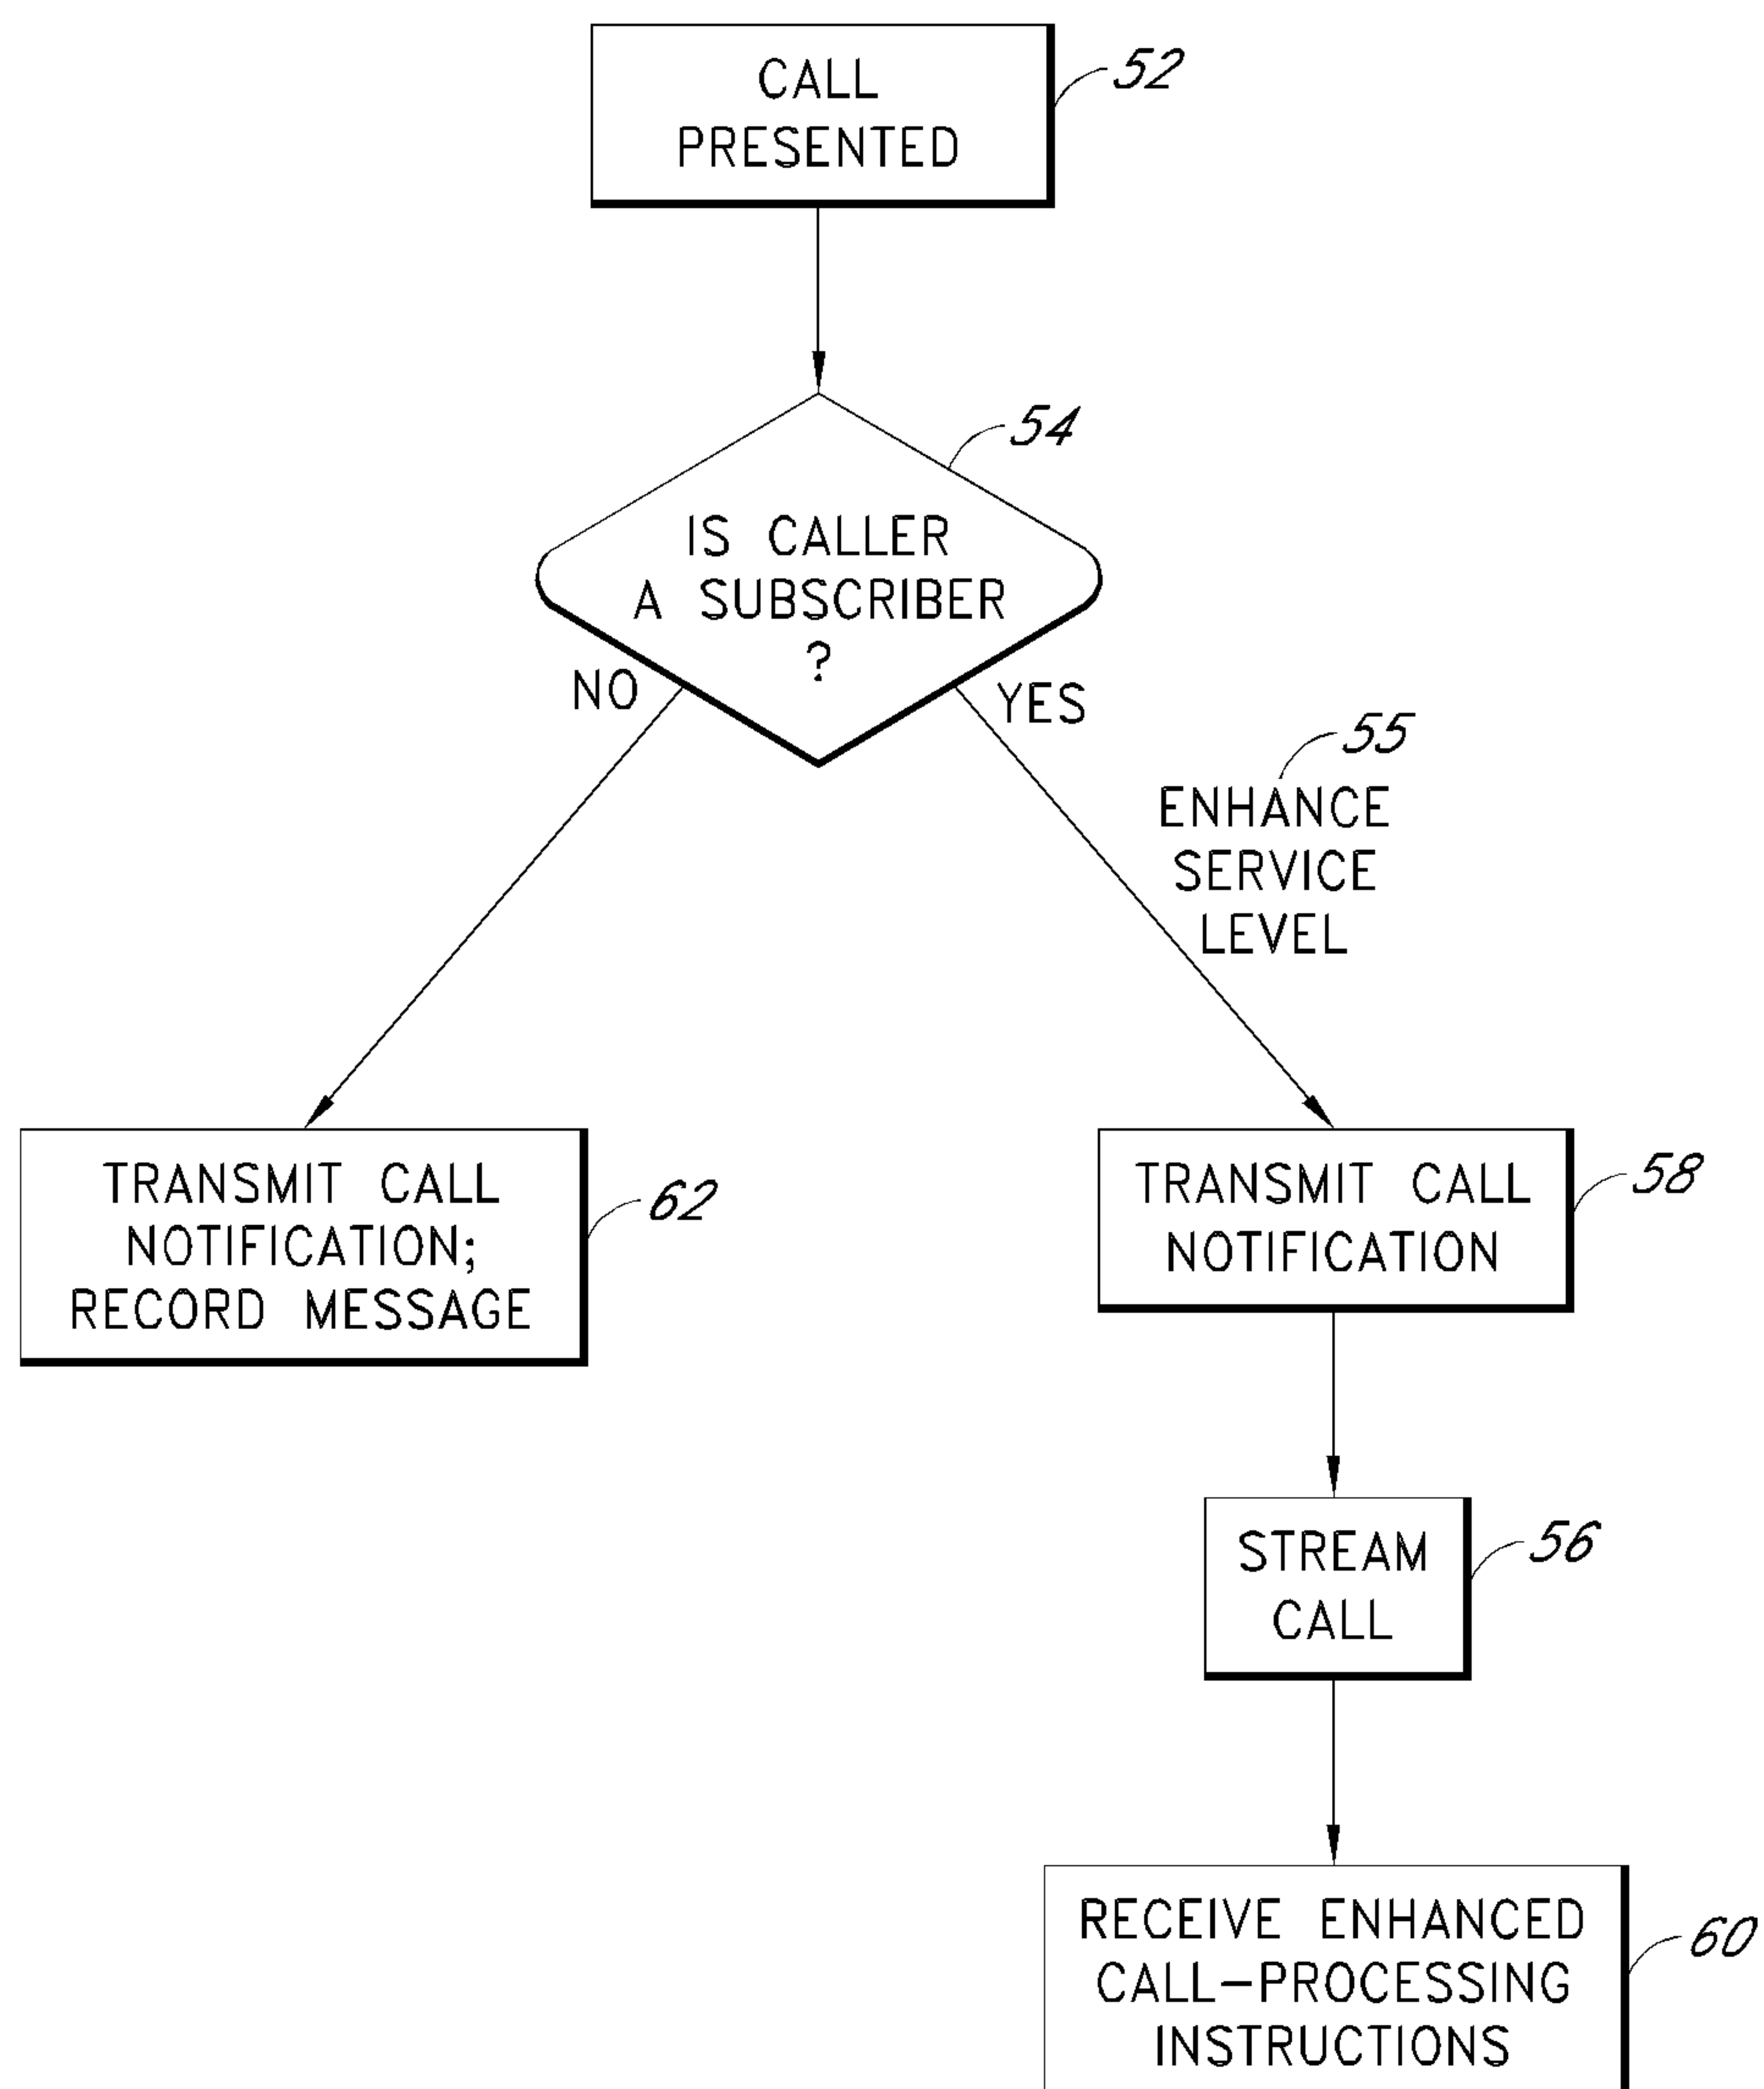 CALL
PRESENTED
52
54
IS CALLER
A SUBSCRIBER
?
NO
YES
55
ENHANCE
SERVICE
LEVEL
TRANSMIT CALL
NOTIFICATION;
RECORD MESSAGE
62
TRANSMIT CALL
NOTIFICATION
58
STREAM
CALL
56
RECEIVE ENHANCED
CALL-PROCESSING
INSTRUCTIONS
60